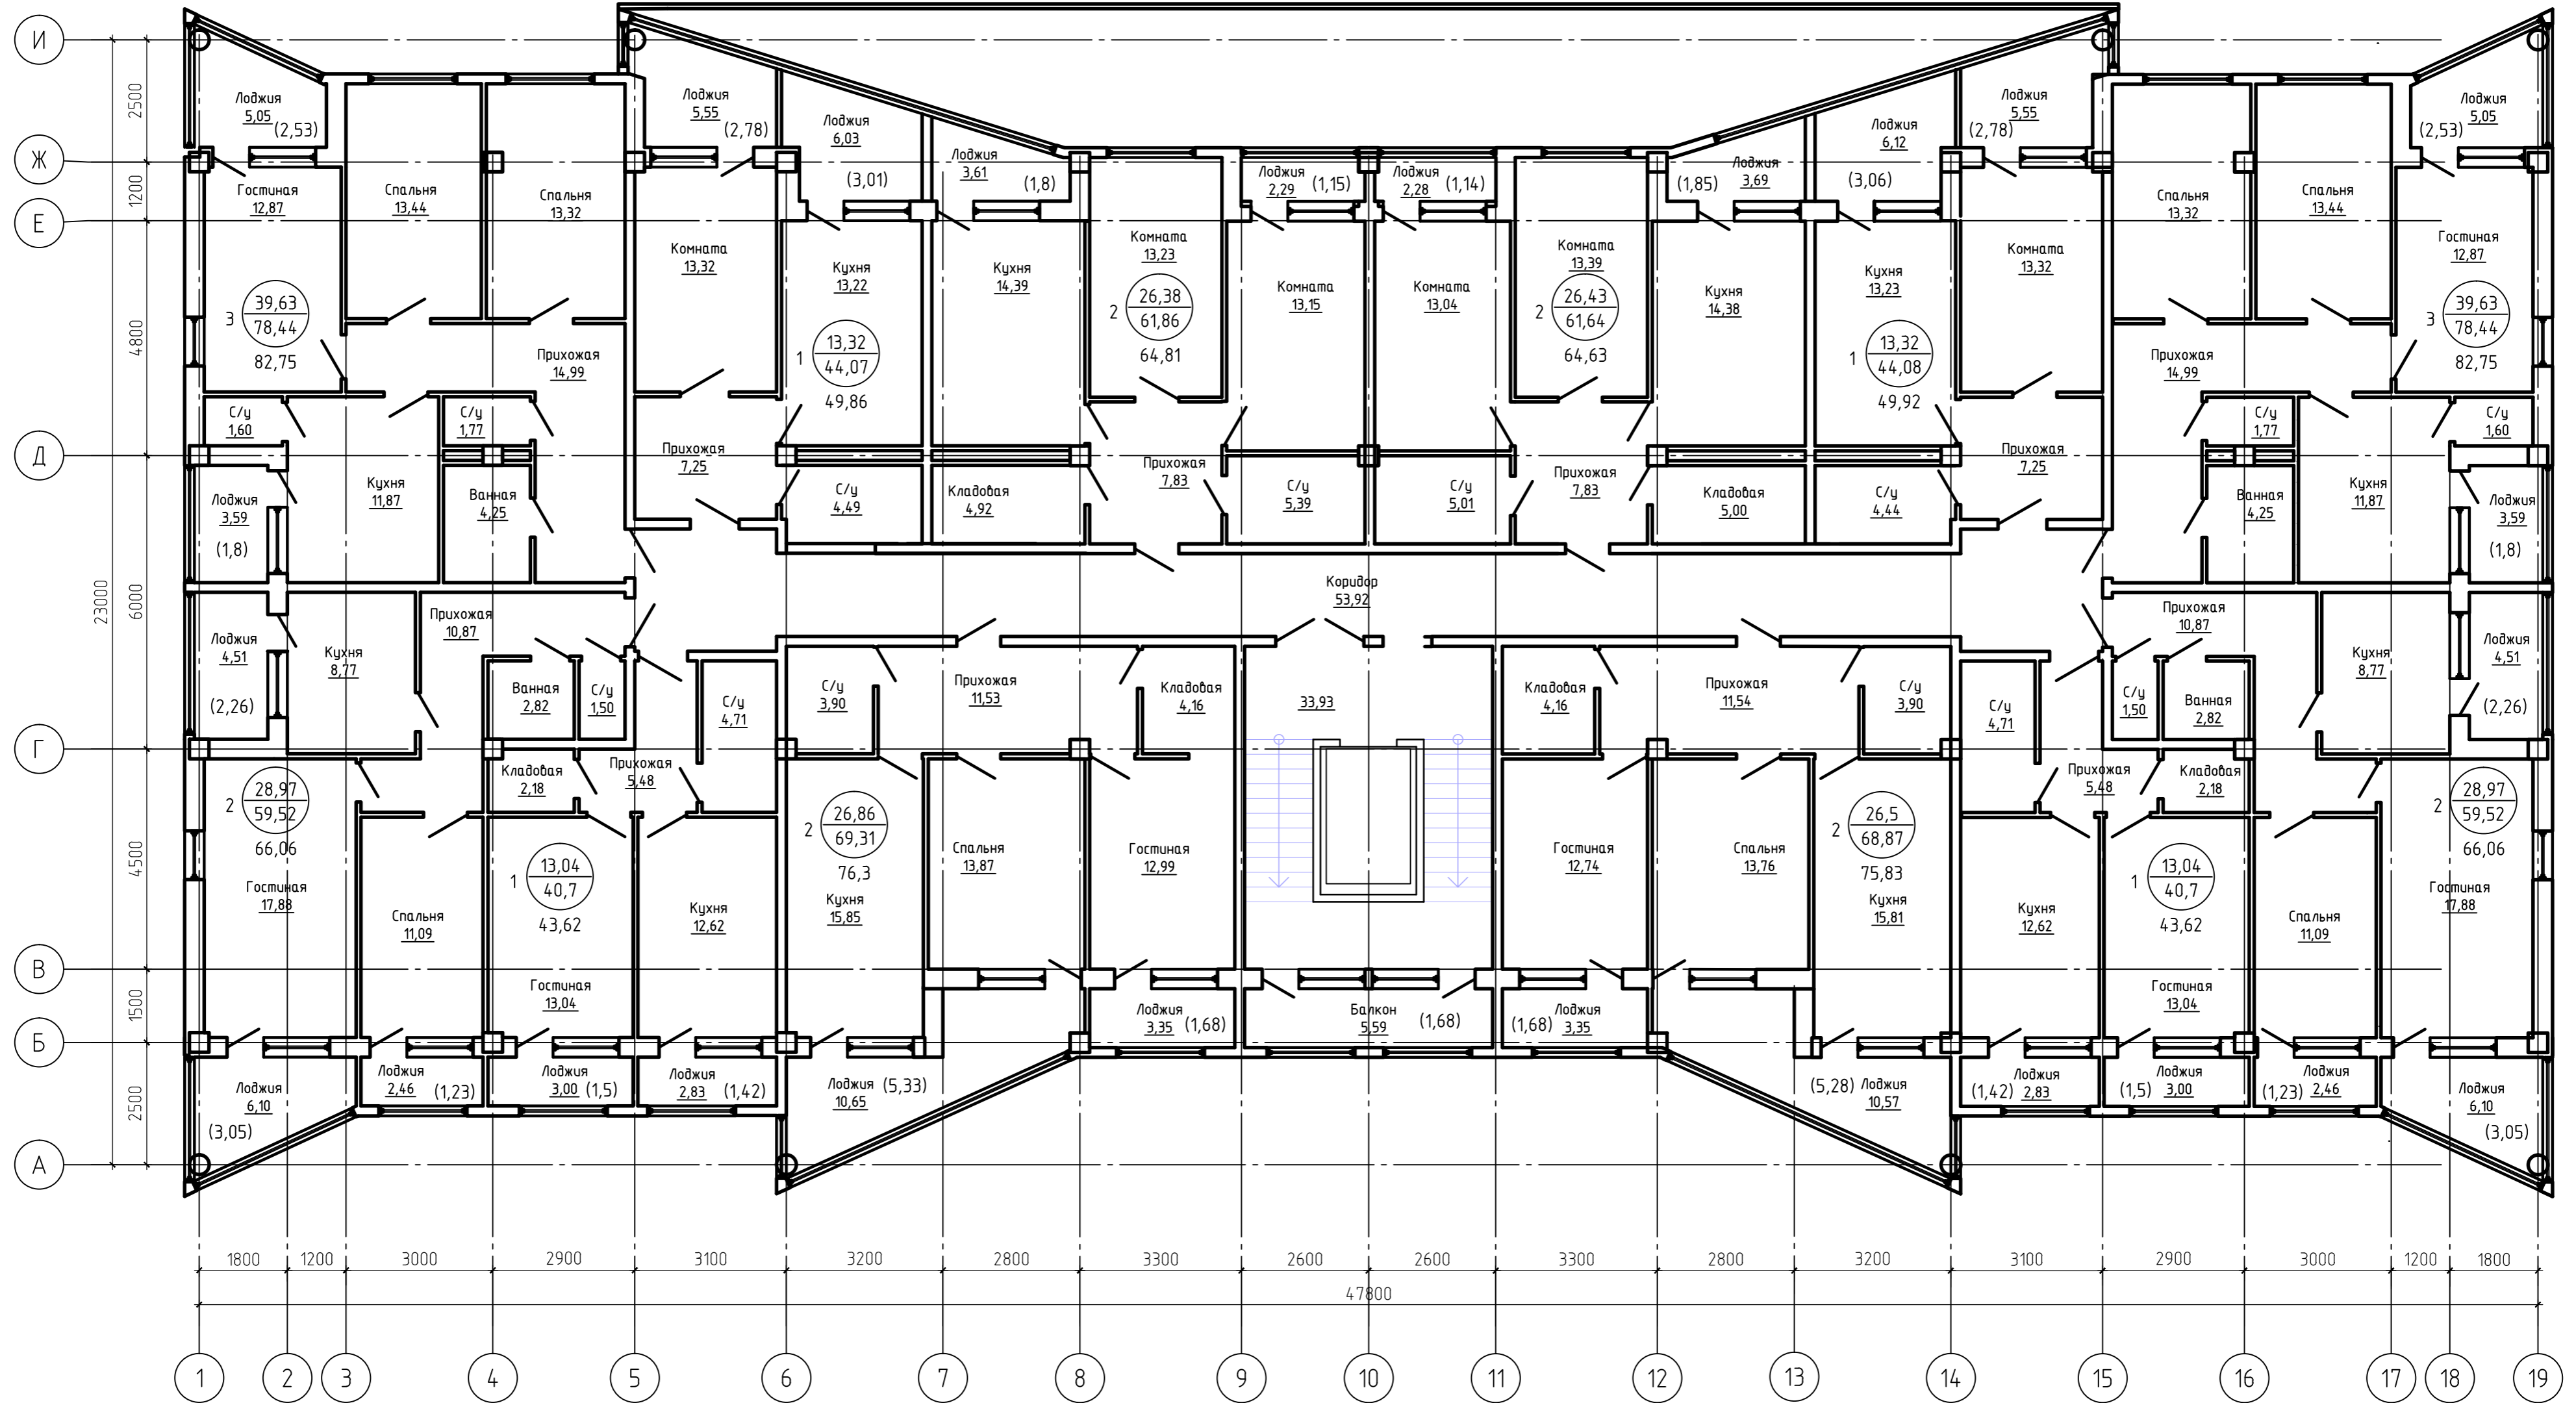 И
Ж
Е
Д
Г
В
Б
А
2500
1200
4800
6000
4500
1500
2500
23000
Лоджия
5,05
(2,53)
Гостиная
12,87
Спальня
13,44
Спальня
13,32
3
39,63
78,44
82,75
Прихожая
14,99
С/у
1,60
С/у
1,77
Кухня
11,87
Ванная
4,25
Лоджия
3,59
(1,8)
Лоджия
5,55
(2,78)
Комната
13,32
Лоджия
6,03
(3,01)
Кухня
13,22
1
13,32
44,07
49,86
Прихожая
7,25
С/у
4,49
Лоджия
3,61
(1,8)
Кухня
14,39
Комната
13,23
2
26,38
61,86
64,81
Лоджия
2,29
(1,15)
Комната
13,15
Прихожая
7,83
Кладовая
4,92
С/у
5,39
Лоджия
2,28
(1,14)
Комната
13,04
Комната
13,39
2
26,43
61,64
64,63
Лоджия
3,69
(1,85)
Кухня
14,38
С/у
5,01
Прихожая
7,83
Кладовая
5,00
Лоджия
6,12
(3,06)
Кухня
13,23
1
13,32
44,08
49,92
С/у
4,44
Лоджия
5,55
(2,78)
Комната
13,32
Прихожая
7,25
Спальня
13,32
Спальня
13,44
Лоджия
5,05
(2,53)
Гостиная
12,87
3
39,63
78,44
82,75
Прихожая
14,99
С/у
1,77
С/у
1,60
Ванная
4,25
Кухня
11,87
Лоджия
3,59
(1,8)
Коридор
53,92
Лоджия
4,51
(2,26)
Кухня
8,77
Прихожая
10,87
Ванная
2,82
С/у
1,50
2
28,97
59,52
66,06
Гостиная
17,88
Спальня
11,09
Лоджия
6,10
(3,05)
Лоджия
2,46
(1,23)
С/у
4,71
Кладовая
2,18
Прихожая
5,48
1
13,04
40,7
43,62
Гостиная
13,04
Кухня
12,62
Лоджия
3,00
(1,5)
Лоджия
2,83
(1,42)
С/у
3,90
Прихожая
11,53
Кладовая
4,16
2
26,86
69,31
76,3
Кухня
15,85
Спальня
13,87
Гостиная
12,99
Лоджия
10,65
(5,33)
Лоджия
3,35
(1,68)
33,93
Балкон
5,59
(1,68)
Кладовая
4,16
Прихожая
11,54
С/у
3,90
Гостиная
12,74
Спальня
13,76
2
26,5
68,87
75,83
Кухня
15,81
(1,68)
Лоджия
3,35
(5,28)
Лоджия
10,57
С/у
4,71
Прихожая
5,48
Кладовая
2,18
1
13,04
40,7
43,62
Кухня
12,62
Гостиная
13,04
(1,42)
Лоджия
2,83
(1,5)
Лоджия
3,00
Прихожая
10,87
С/у
1,50
Ванная
2,82
Кухня
8,77
Лоджия
4,51
(2,26)
2
28,97
59,52
66,06
Гостиная
17,88
Спальня
11,09
(1,23)
Лоджия
2,46
Лоджия
6,10
(3,05)
1800
1200
3000
2900
3100
3200
2800
3300
2600
2600
3300
2800
3200
3100
2900
3000
1200
1800
47800
1
2
3
4
5
6
7
8
9
10
11
12
13
14
15
16
17
18
19